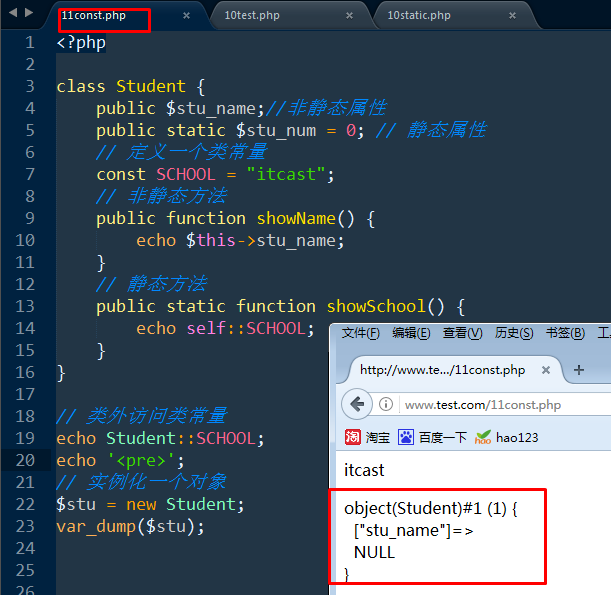 11const.php
10test.php
10static.php
1 <?php
2
3 class Student {
4 public $stu_name;//非静态属性
5 public static $stu_num = 0; // 静态属性
6 // 定义一个类常量
7 const SCHOOL = "itcast";
8 // 非静态方法
9 public function showName() {
10 echo $this->stu_name;
11 }
12 // 静态方法
13 public static function showSchool() {
14 echo self::SCHOOL;
15 }
16 }
17
18 // 类外访问类常量
19 echo Student::SCHOOL;
20 echo '<pre>';
21 // 实例化一个对象
22 $stu = new Student;
23 var_dump($stu);
24
25
26
文件(F) 编辑(E) 查看(V) 历史(S) 书签(B) 工
http://www.te.../11const.php
www.test.com/11const.php
淘 淘宝 百度一下 hao hao123
itcast
object(Student)#1 (1) {
["stu_name"]=>
NULL
}